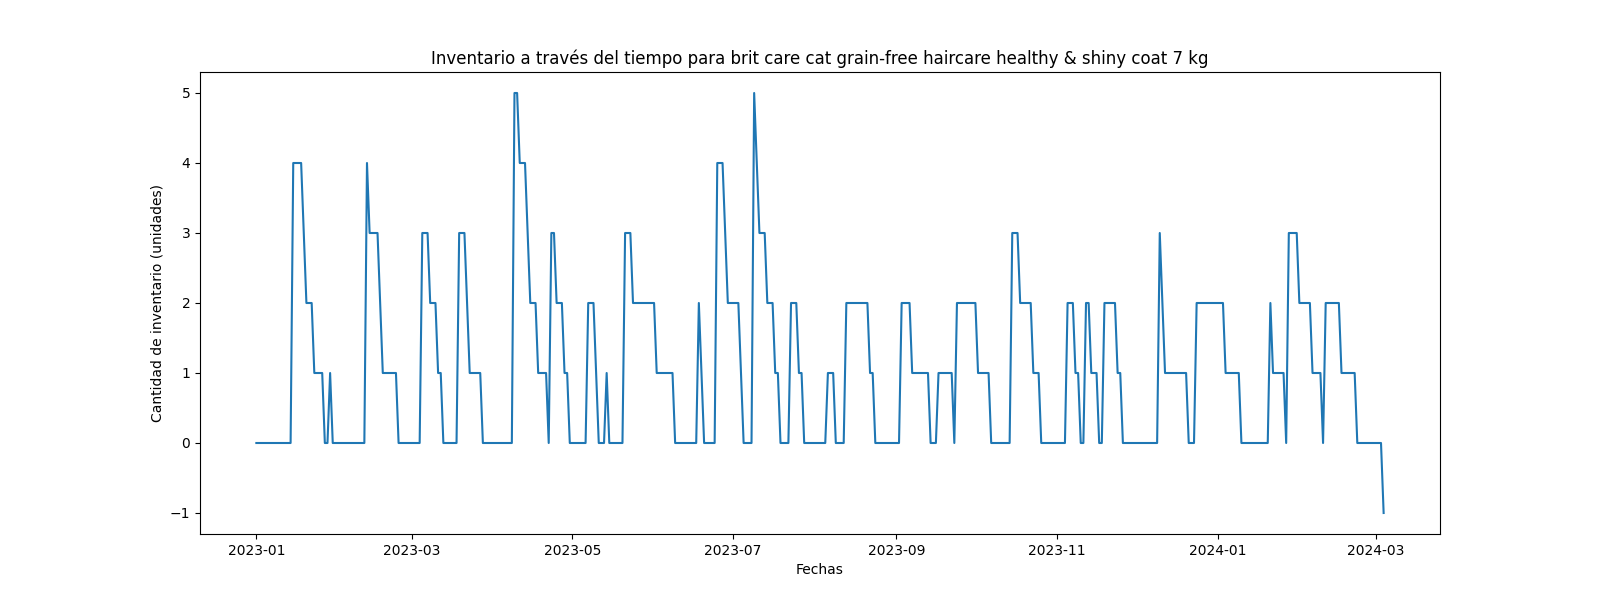 Inventario a través del tiempo para brit care cat grain-free haircare healthy & shiny coat 7 kg
Cantidad de inventario (unidades)
5
4
3
2
1
0
−1
2023-01 2023-03 2023-05 2023-07 2023-09 2023-11 2024-01 2024-03
Fechas